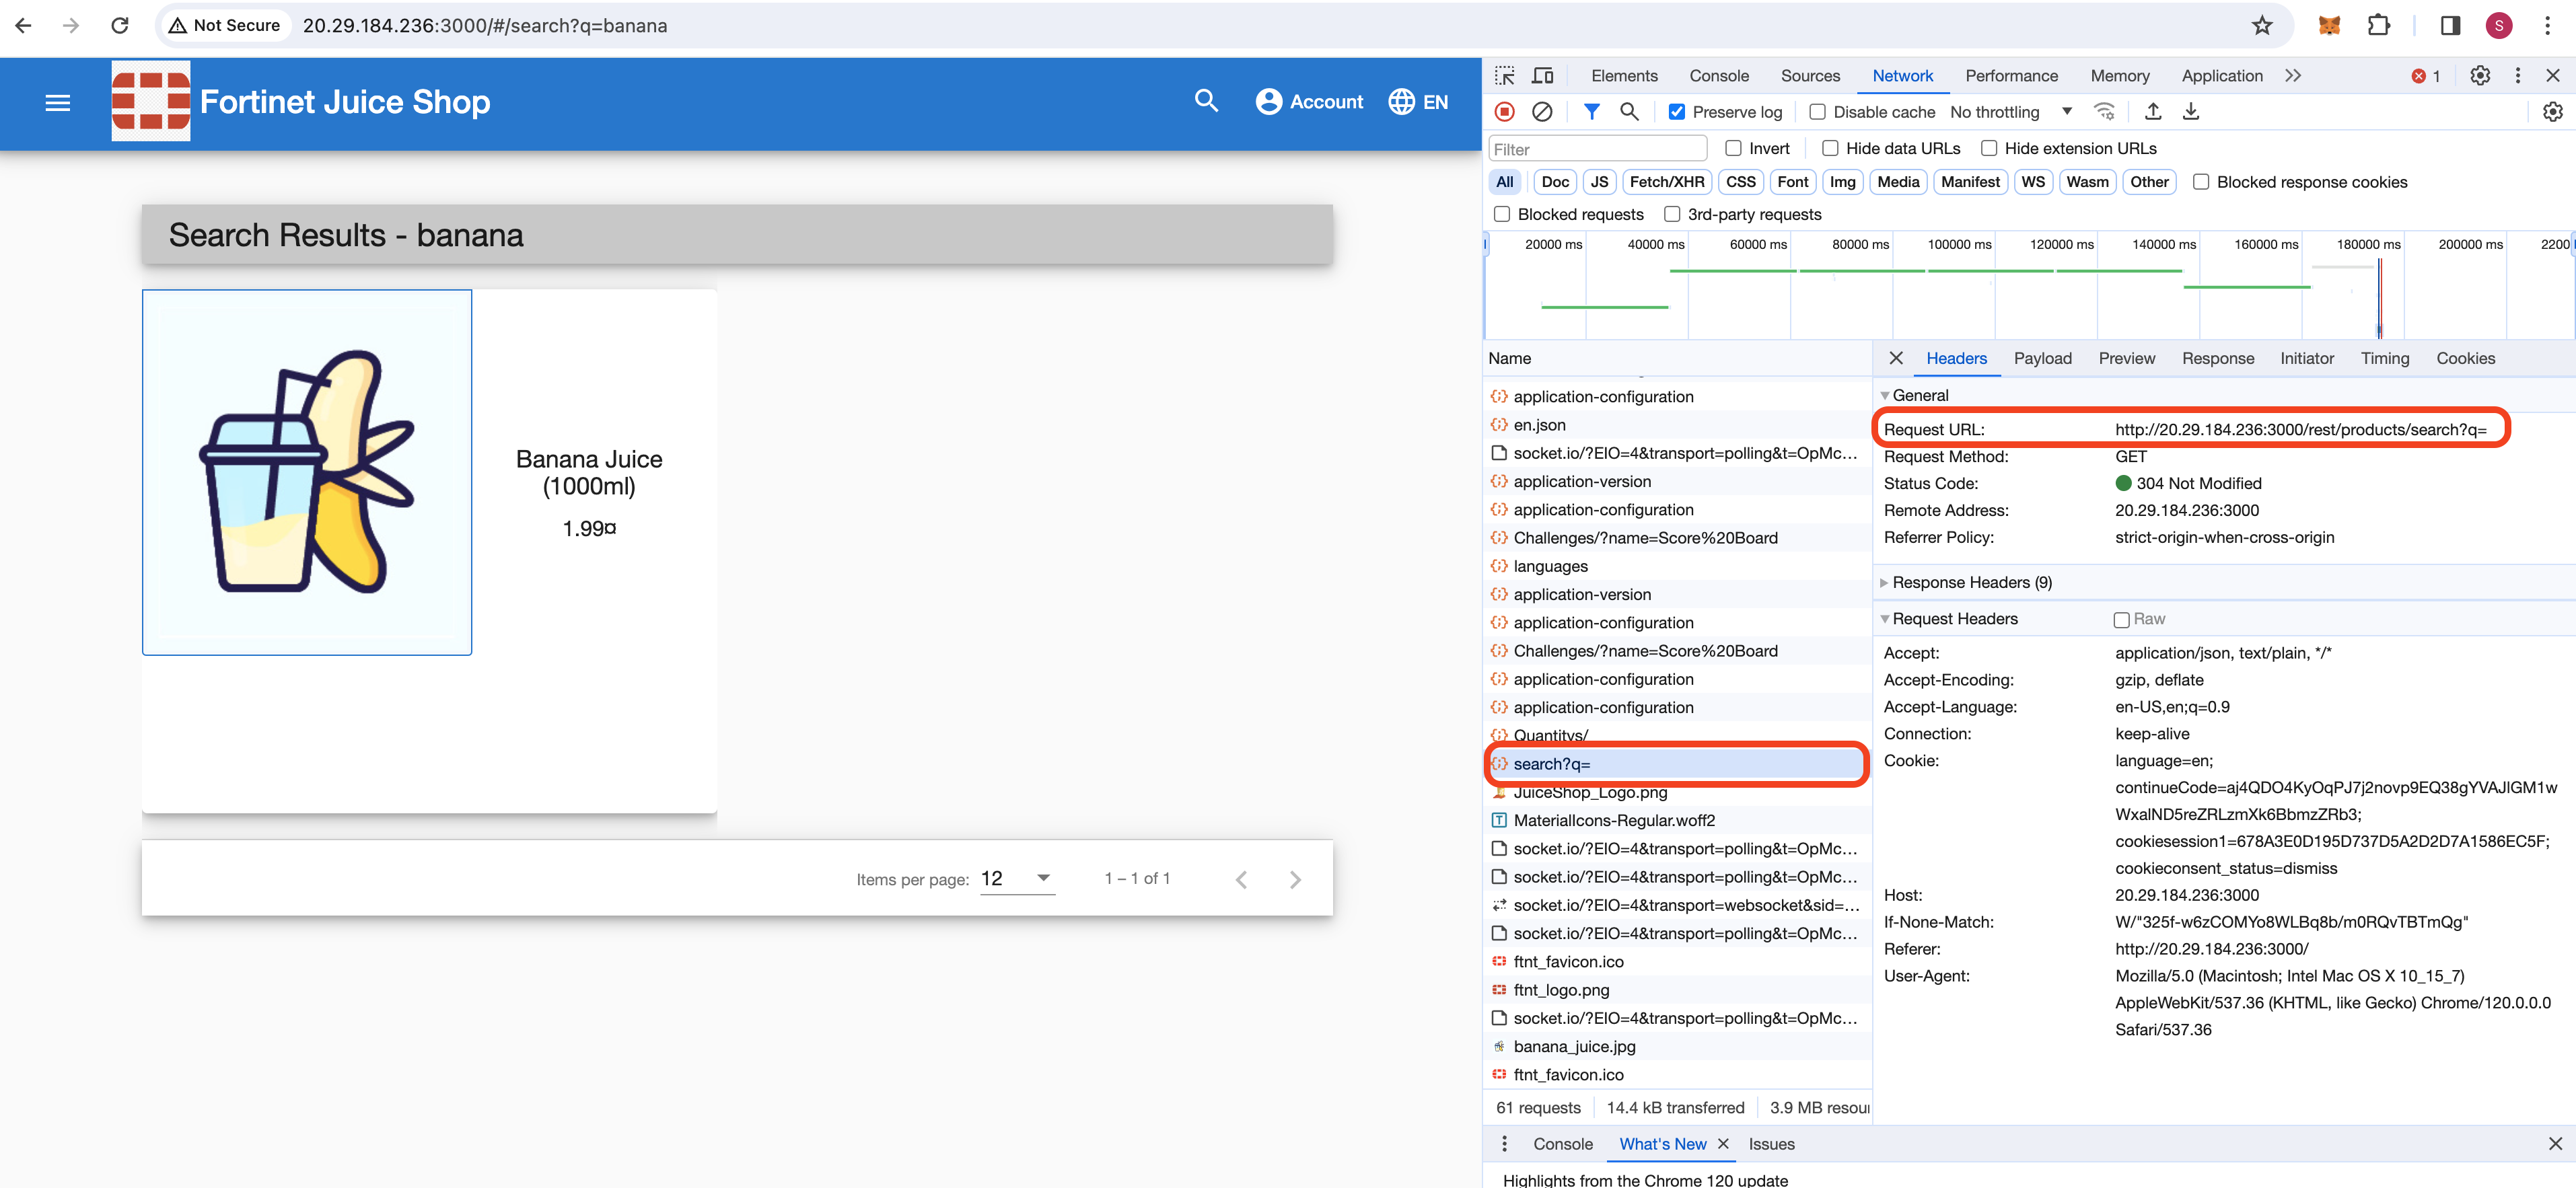 Not Secure 20.29.184.236:3000/#/search?q=banana S
Fortinet Juice Shop Account EN
Search Results - banana
Banana Juice
(1000ml)
1.99¤
Items per page: 12 1 – 1 of 1
Elements Console Sources Network Performance Memory Application 1
Preserve log Disable cache No throttling
Filter Invert Hide data URLs Hide extension URLs
All Doc JS Fetch/XHR CSS Font Img Media Manifest WS Wasm Other Blocked response cookies
Blocked requests 3rd-party requests
20000 ms 40000 ms 60000 ms 80000 ms 100000 ms 120000 ms 140000 ms 160000 ms 180000 ms 200000 ms 2200
Name
application-configuration
en.json
socket.io/?EIO=4&transport=polling&t=OpMc...
application-version
application-configuration
Challenges/?name=Score%20Board
languages
application-version
application-configuration
Challenges/?name=Score%20Board
application-configuration
application-configuration
Quantitys/
search?q=
JuiceShop_Logo.png
MaterialIcons-Regular.woff2
socket.io/?EIO=4&transport=polling&t=OpMc...
socket.io/?EIO=4&transport=polling&t=OpMc...
socket.io/?EIO=4&transport=websocket&sid=...
socket.io/?EIO=4&transport=polling&t=OpMc...
ftnt_favicon.ico
ftnt_logo.png
socket.io/?EIO=4&transport=polling&t=OpMc...
banana_juice.jpg
ftnt_favicon.ico
61 requests 14.4 kB transferred 3.9 MB resou
Headers Payload Preview Response Initiator Timing Cookies
General
Request URL: http://20.29.184.236:3000/rest/products/search?q=
Request Method: GET
Status Code: 304 Not Modified
Remote Address: 20.29.184.236:3000
Referrer Policy: strict-origin-when-cross-origin
Response Headers (9)
Request Headers Raw
Accept: application/json, text/plain, */*
Accept-Encoding: gzip, deflate
Accept-Language: en-US,en;q=0.9
Connection: keep-alive
Cookie: language=en;
continueCode=aj4QDO4KyOqPJ7j2novp9EQ38gYVAJlGM1w
WxalND5reZRLzmXk6BbmzZRb3;
cookiesession1=678A3E0D195D737D5A2D2D7A1586EC5F;
cookieconsent_status=dismiss
Host: 20.29.184.236:3000
If-None-Match: W/"325f-w6zCOMYo8WLBq8b/m0RQvTBTmQg"
Referer: http://20.29.184.236:3000/
User-Agent: Mozilla/5.0 (Macintosh; Intel Mac OS X 10_15_7)
AppleWebKit/537.36 (KHTML, like Gecko) Chrome/120.0.0.0
Safari/537.36
Console What's New Issues
Highlights from the Chrome 120 update